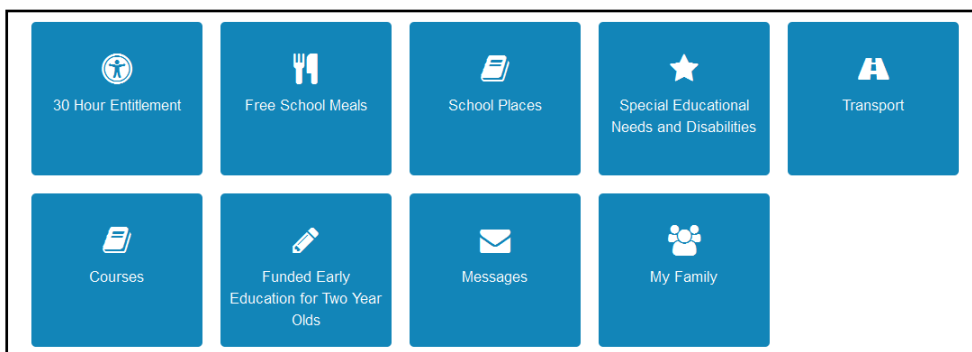 30 Hour Entitlement
Free School Meals
School Places
Special Educational
Needs and Disabilities
Transport
Courses
Funded Early
Education for Two Year
Olds
Messages
My Family